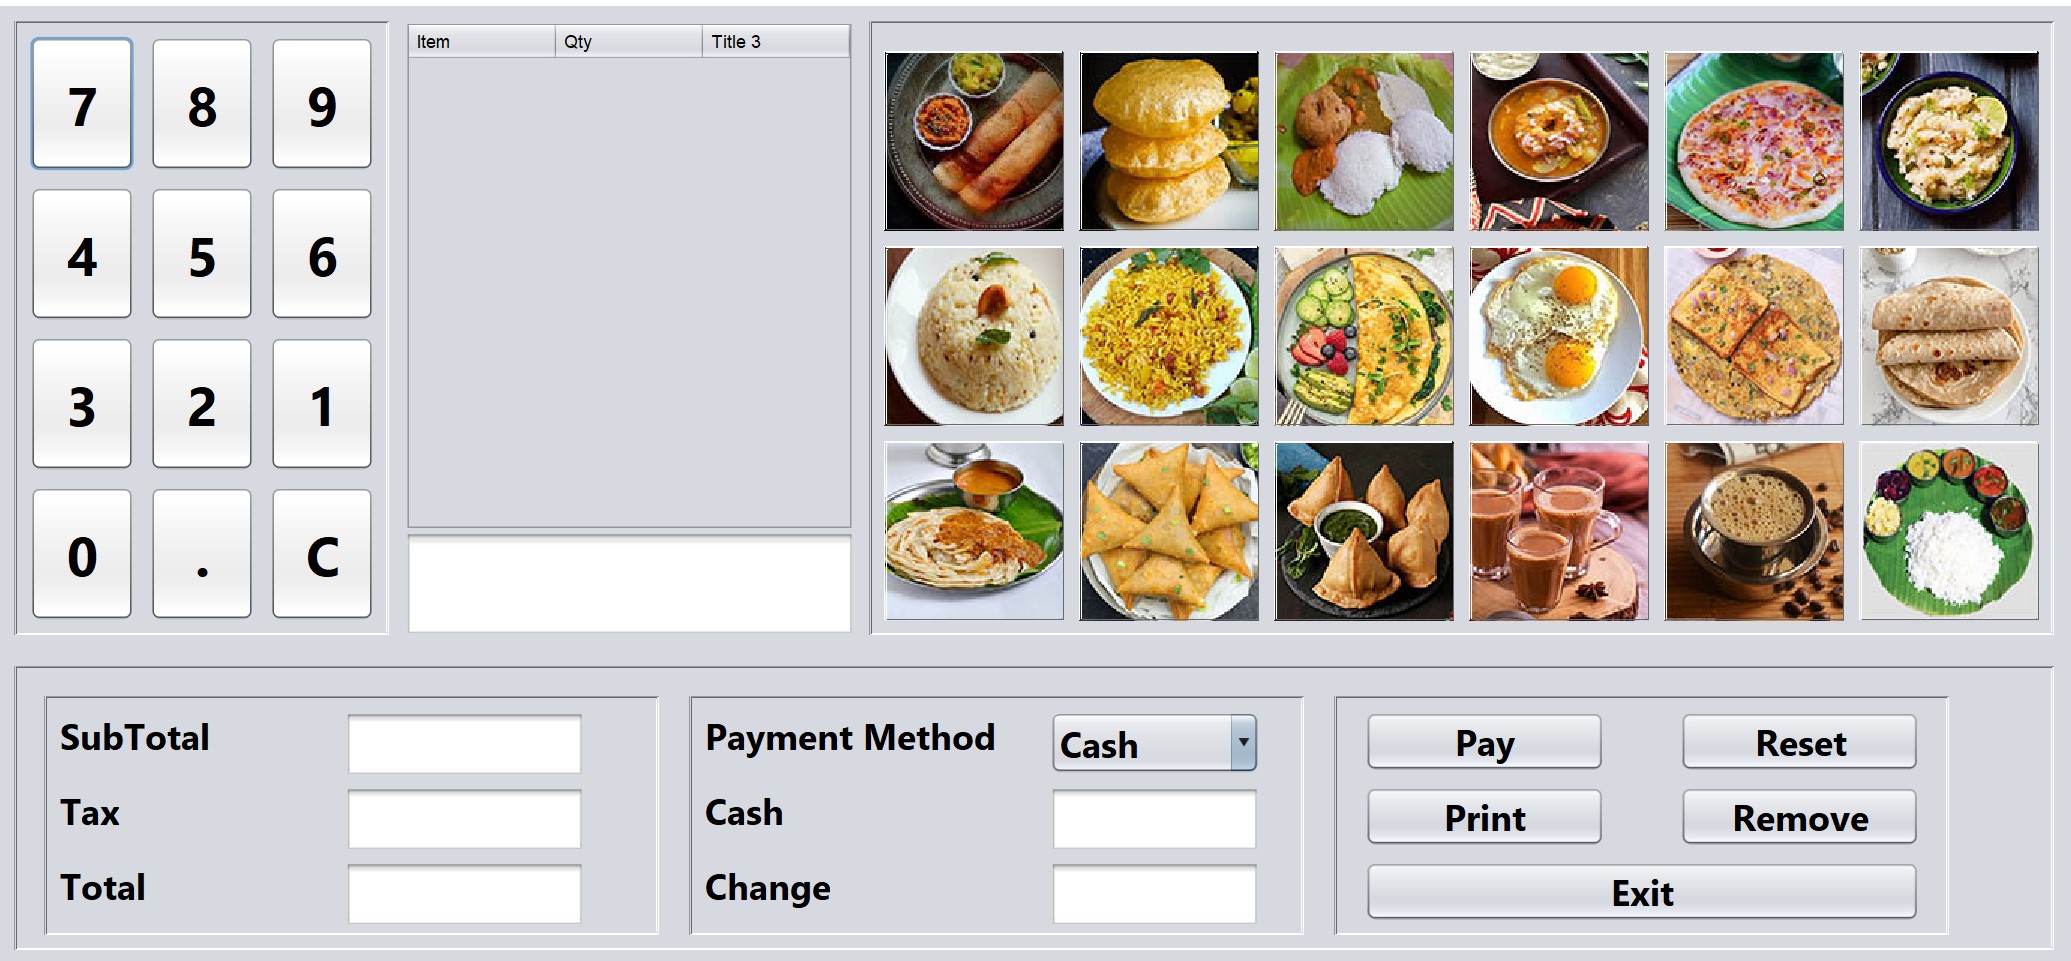 7 8 9
4 5 6
3 2 1
0 . C
Item Qty Title 3
SubTotal
Tax
Total
Payment Method Cash
Cash
Change
Pay Reset
Print Remove
Exit